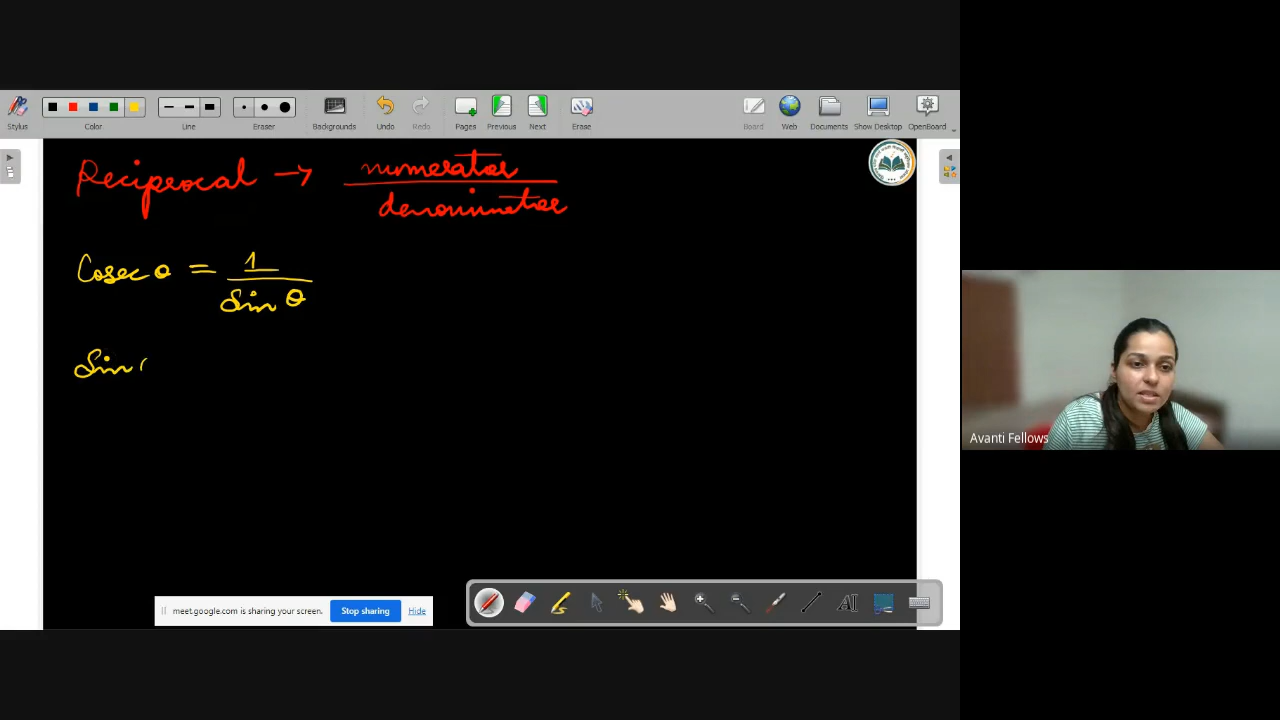 Stylus Color Line Eraser Backgrounds Undo Redo Pages Previous Next Erase Board Web Documents Show Desktop OpenBoard
Reciprocal → numerator
denominator
Cosec θ = 1
Sin θ
Sin
Avanti Fellows
AI
meet.google.com is sharing your screen. Stop sharing Hide